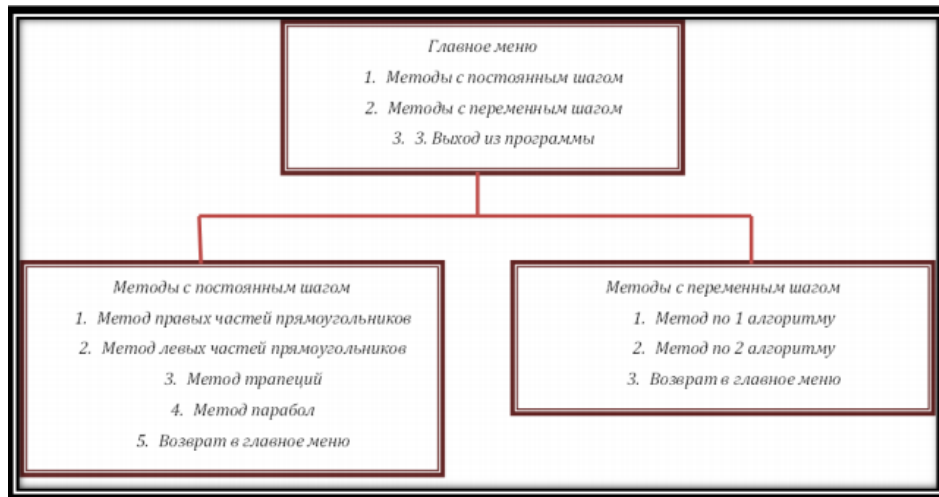 Главное меню
1. Методы с постоянным шагом
2. Методы с переменным шагом
3. 3. Выход из программы
Методы с постоянным шагом
1. Метод правых частей прямоугольников
2. Метод левых частей прямоугольников
3. Метод трапеций
4. Метод парабол
5. Возврат в главное меню
Методы с переменным шагом
1. Метод по 1 алгоритму
2. Метод по 2 алгоритму
3. Возврат в главное меню